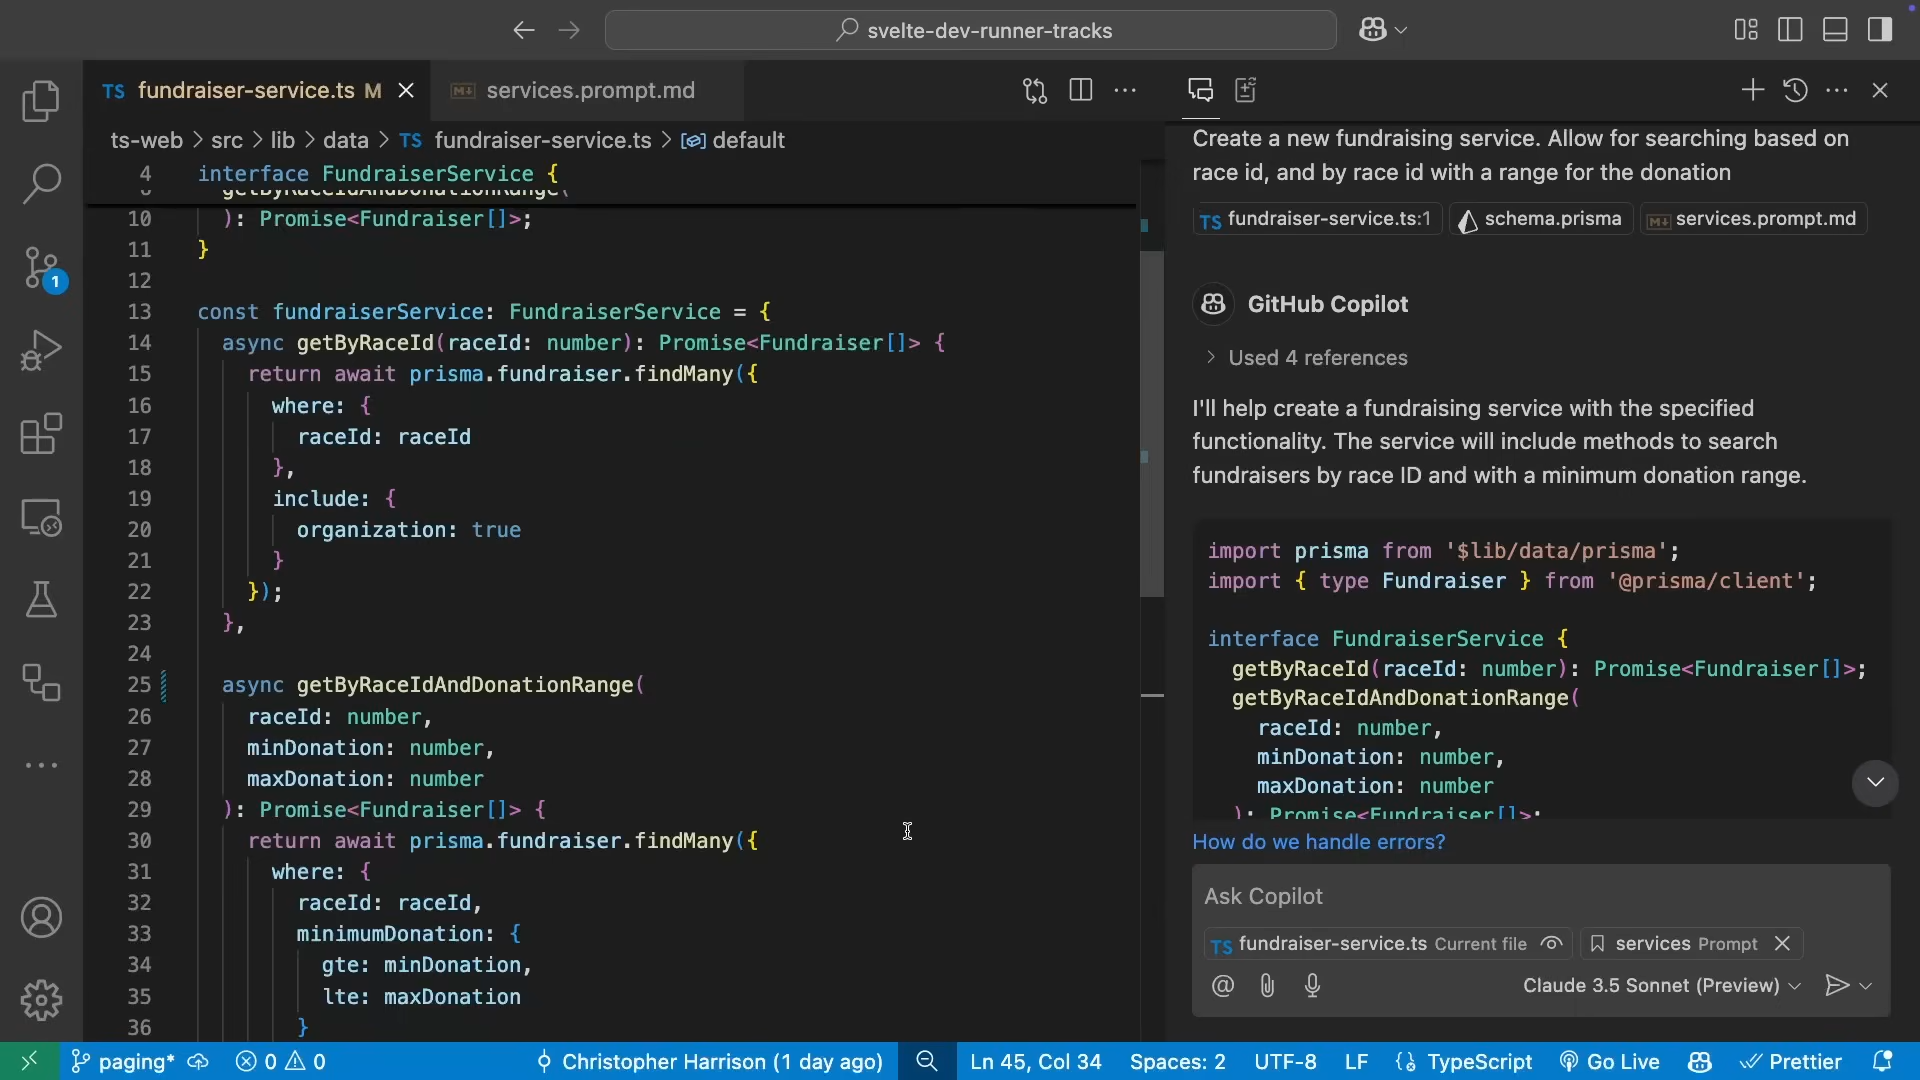 svelte-dev-runner-tracks
TS fundraiser-service.ts M
services.prompt.md
ts-web > src > lib > data > TS fundraiser-service.ts > default
4 interface FundraiserService {
getByRaceIdAndDonationRange(
10 ): Promise<Fundraiser[]>;
11 }
12
13 const fundraiserService: FundraiserService = {
14 async getByRaceId(raceId: number): Promise<Fundraiser[]> {
15 return await prisma.fundraiser.findMany({
16 where: {
17 raceId: raceId
18 },
19 include: {
20 organization: true
21 }
22 });
23 },
24
25 async getByRaceIdAndDonationRange(
26 raceId: number,
27 minDonation: number,
28 maxDonation: number
29 ): Promise<Fundraiser[]> {
30 return await prisma.fundraiser.findMany({
31 where: {
32 raceId: raceId,
33 minimumDonation: {
34 gte: minDonation,
35 lte: maxDonation
36 }
Create a new fundraising service. Allow for searching based on
race id, and by race id with a range for the donation
TS fundraiser-service.ts:1 schema.prisma services.prompt.md
GitHub Copilot
> Used 4 references
I'll help create a fundraising service with the specified
functionality. The service will include methods to search
fundraisers by race ID and with a minimum donation range.
import prisma from '$lib/data/prisma';
import { type Fundraiser } from '@prisma/client';
interface FundraiserService {
getByRaceId(raceId: number): Promise<Fundraiser[]>;
getByRaceIdAndDonationRange(
raceId: number,
minDonation: number,
maxDonation: number
): Promise<Fundraiser[]>;
How do we handle errors?
Ask Copilot
TS fundraiser-service.ts Current file services Prompt
Claude 3.5 Sonnet (Preview)
1
paging* 0 0 Christopher Harrison (1 day ago) Ln 45, Col 34 Spaces: 2 UTF-8 LF {} TypeScript Go Live Prettier